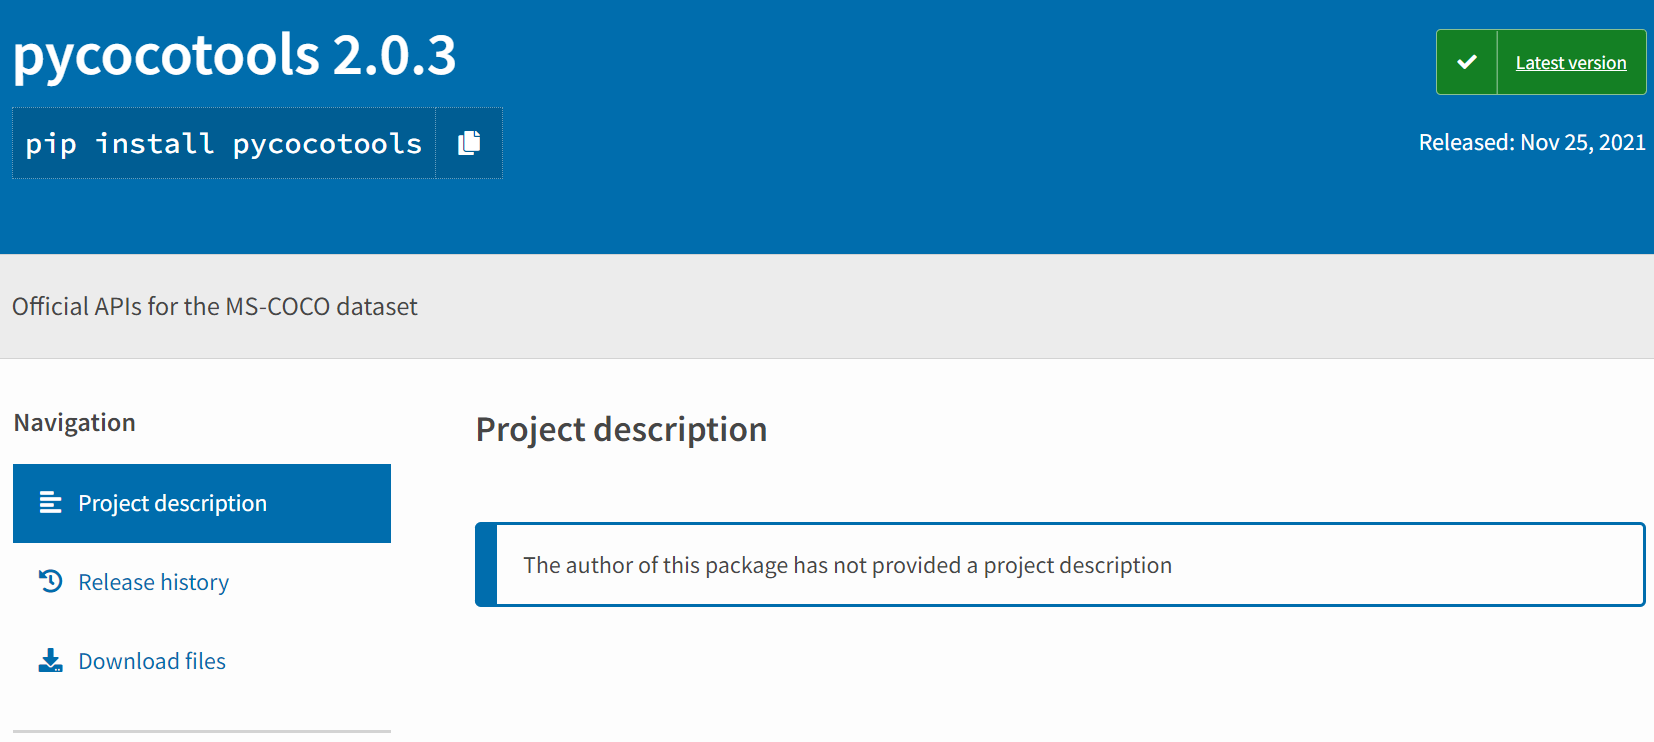 pycocotools 2.0.3
Latest version
pip install pycocotools
Released: Nov 25, 2021
Official APIs for the MS-COCO dataset
Navigation
Project description
Project description
The author of this package has not provided a project description
Release history
Download files